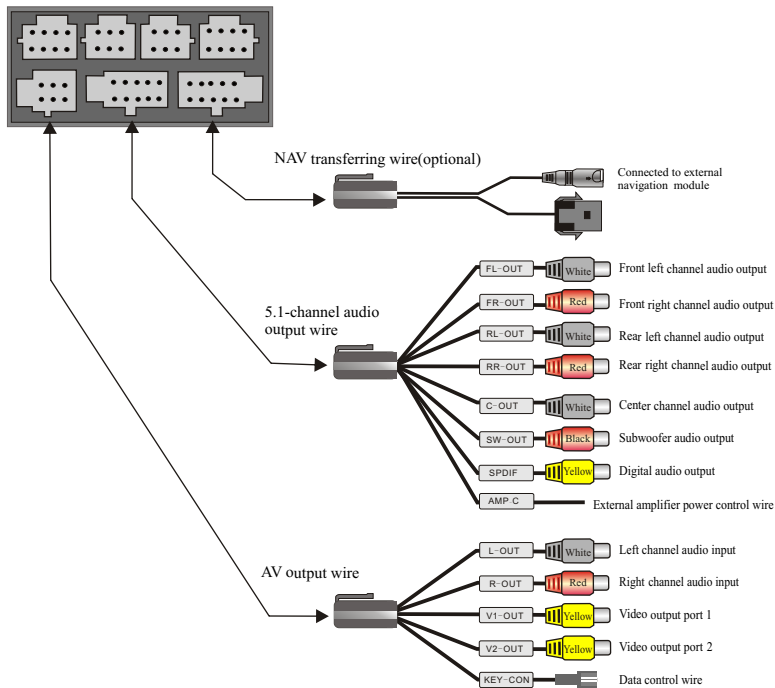 NAV transferring wire(optional)
Connected to external
navigation module
5.1-channel audio
output wire
FL-OUT White Front left channel audio output
FR-OUT Red Front right channel audio output
RL-OUT White Rear left channel audio output
RR-OUT Red Rear right channel audio output
C-OUT White Center channel audio output
SW-OUT Black Subwoofer audio output
SPDIF Yellow Digital audio output
AMP C External amplifier power control wire
AV output wire
L-OUT White Left channel audio input
R-OUT Red Right channel audio input
V1-OUT Yellow Video output port 1
V2-OUT Yellow Video output port 2
KEY-CON Data control wire